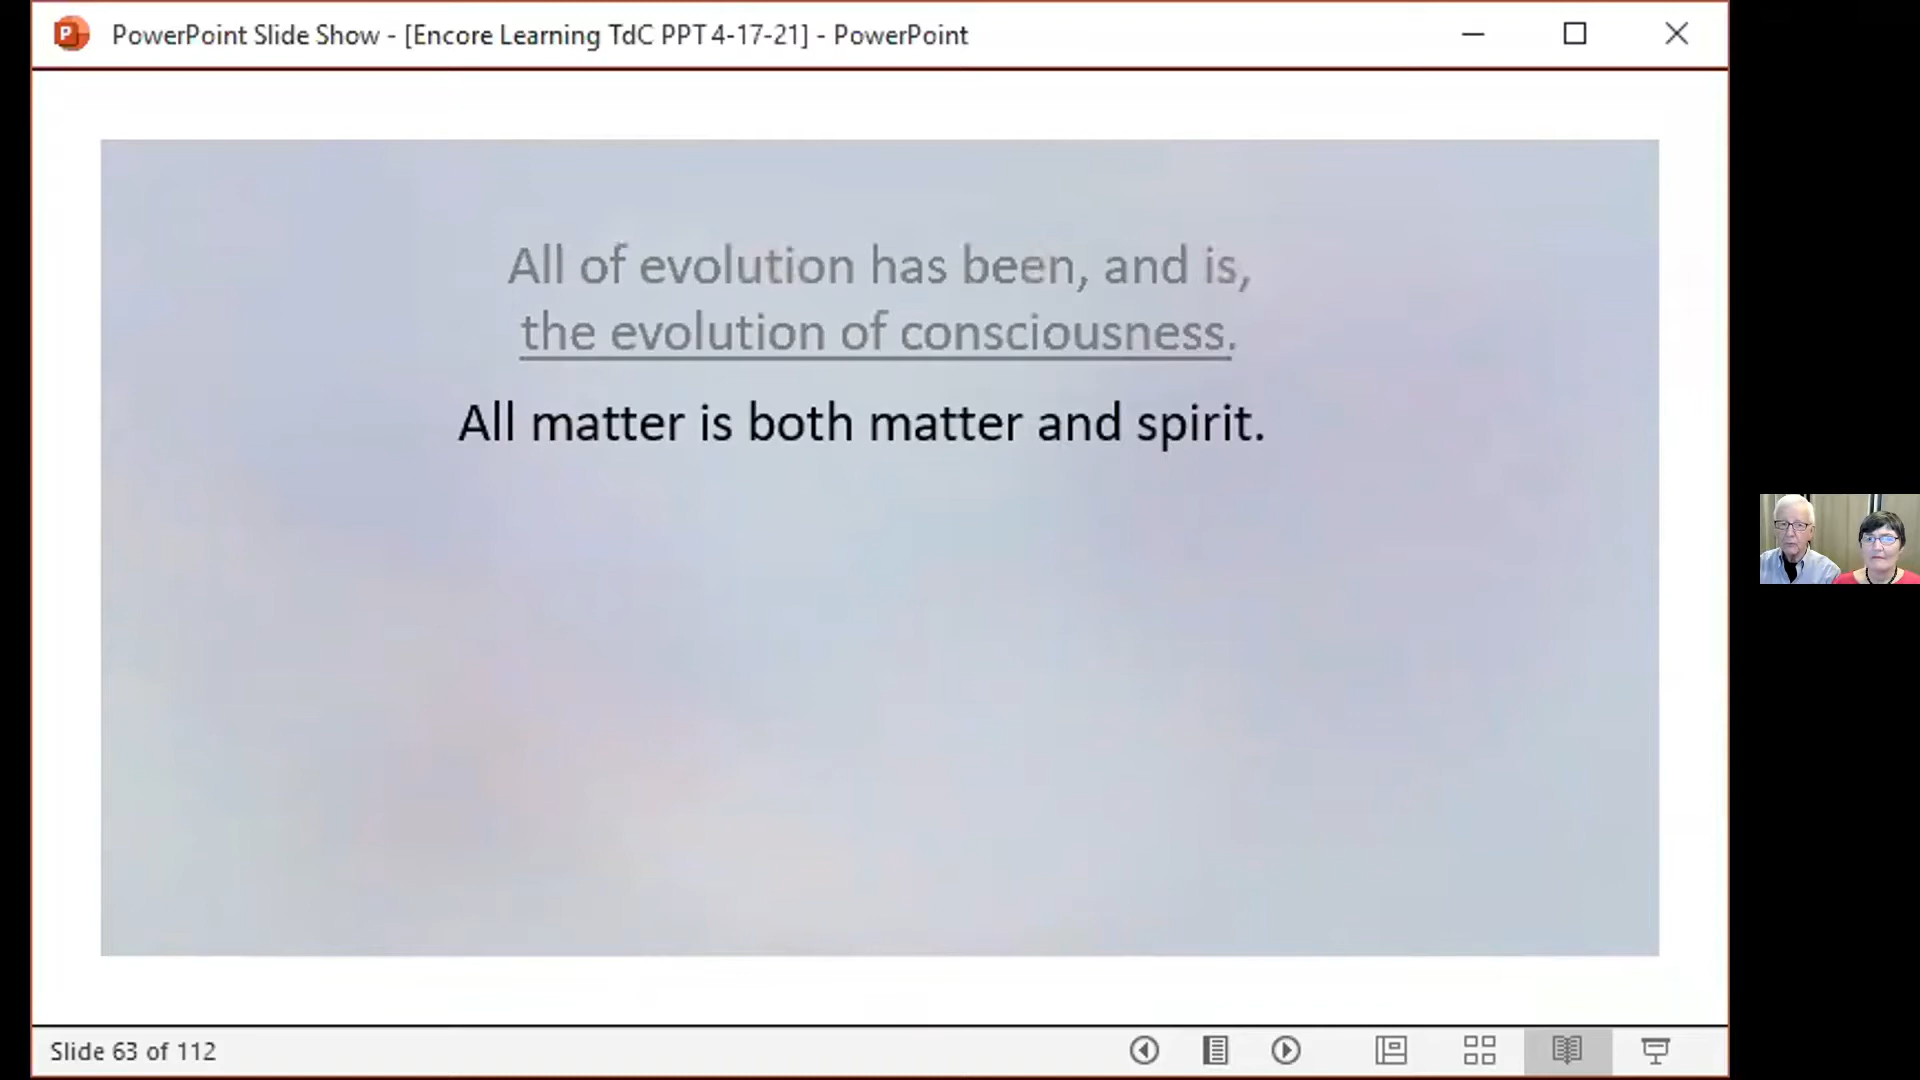 PowerPoint Slide Show - [Encore Learning TdC PPT 4-17-21] - PowerPoint
All of evolution has been, and is,
the evolution of consciousness.
All matter is both matter and spirit.
Slide 63 of 112